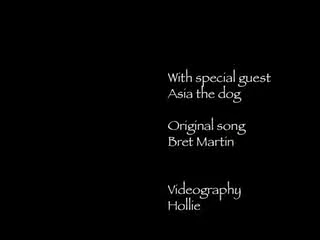 With special guest
Asia the dog
Original song
Bret Martin
Videography
Hollie